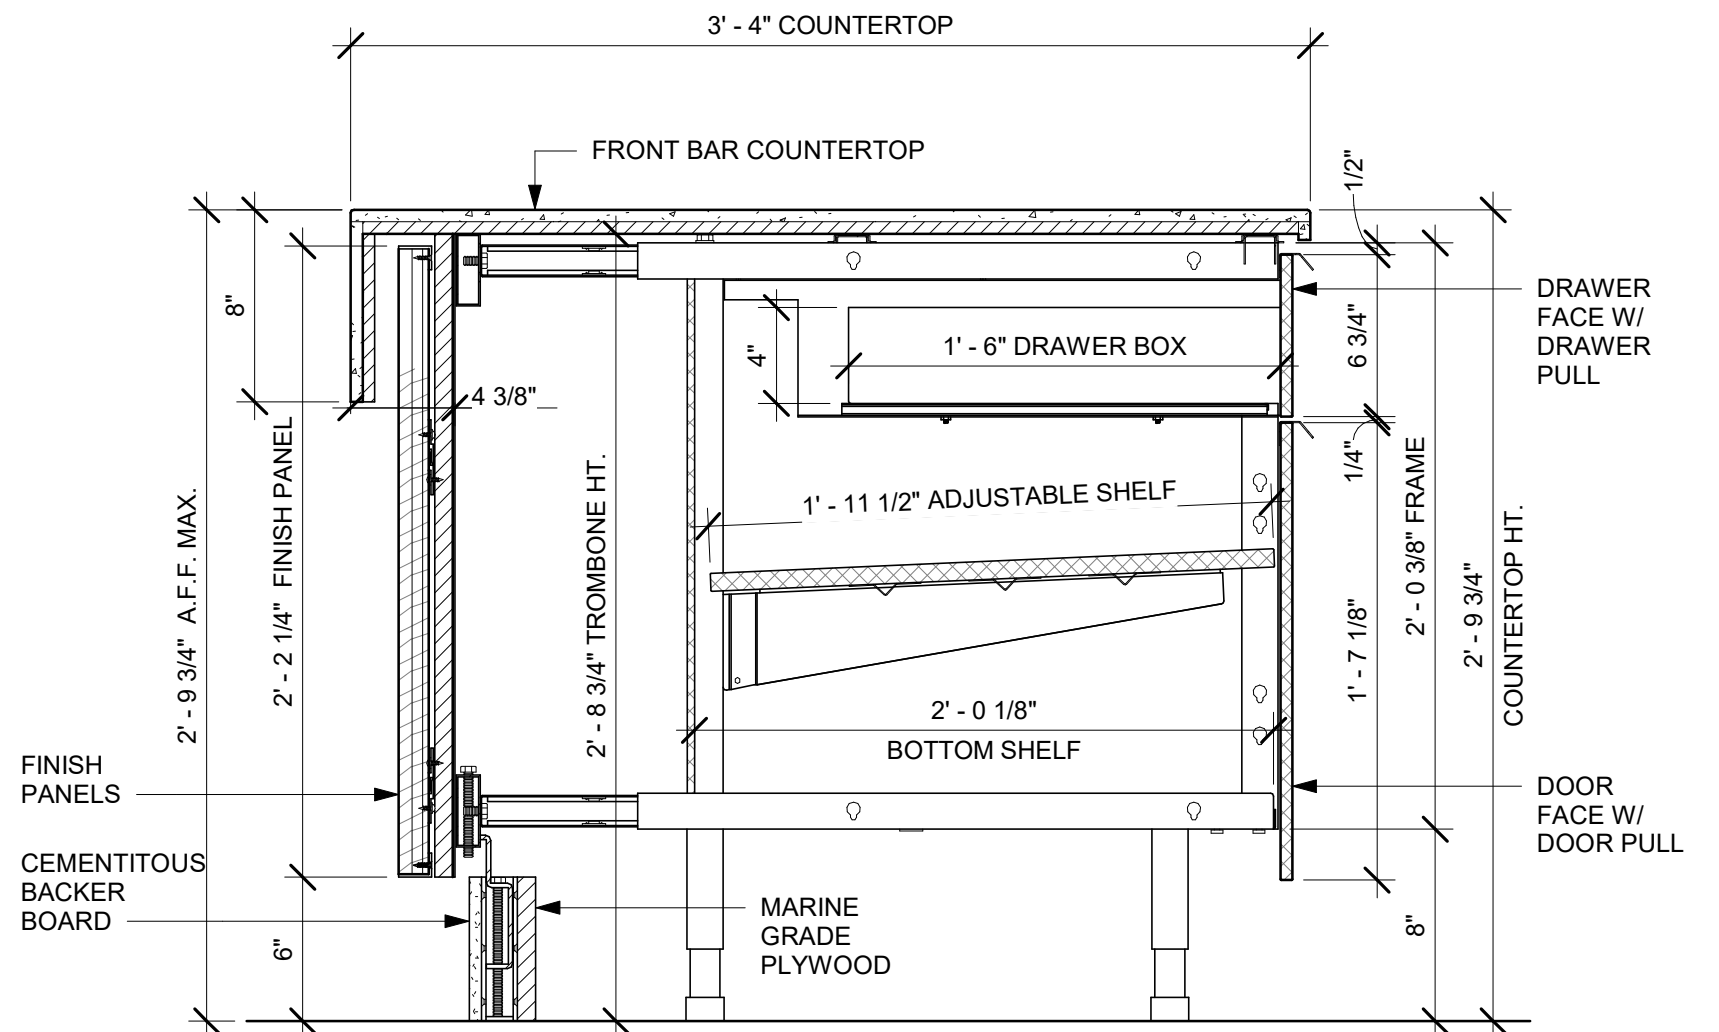 3' - 4" COUNTERTOP
FRONT BAR COUNTERTOP
1/2"
8"
DRAWER
FACE W/
DRAWER
PULL
6 3/4"
4"
1' - 6" DRAWER BOX
4 3/8"
1/4"
1' - 11 1/2" ADJUSTABLE SHELF
2' - 9 3/4" A.F.F. MAX.
2' - 2 1/4" FINISH PANEL
2' - 8 3/4" TROMBONE HT.
1' - 7 1/8"
2' - 0 3/8" FRAME
2' - 9 3/4"
COUNTERTOP HT.
2' - 0 1/8"
BOTTOM SHELF
FINISH
PANELS
DOOR
FACE W/
DOOR PULL
CEMENTITOUS
BACKER
BOARD
MARINE
GRADE
PLYWOOD
6"
8"